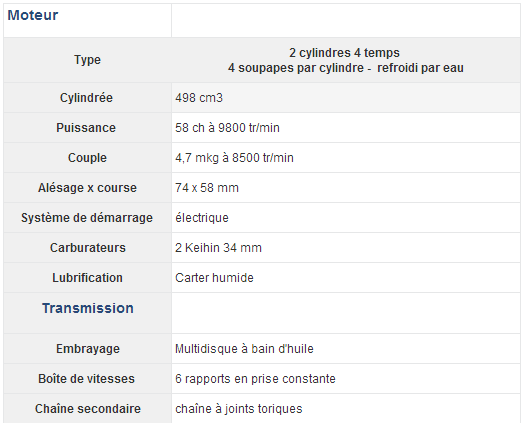 Moteur
Type
2 cylindres 4 temps
4 soupapes par cylindre - refroidi par eau
Cylindrée 498 cm3
Puissance 58 ch à 9800 tr/min
Couple 4,7 mkg à 8500 tr/min
Alésage x course 74 x 58 mm
Système de démarrage électrique
Carburateurs 2 Keihin 34 mm
Lubrification Carter humide
Transmission
Embrayage Multidisque à bain d'huile
Boîte de vitesses 6 rapports en prise constante
Chaîne secondaire chaîne à joints toriques